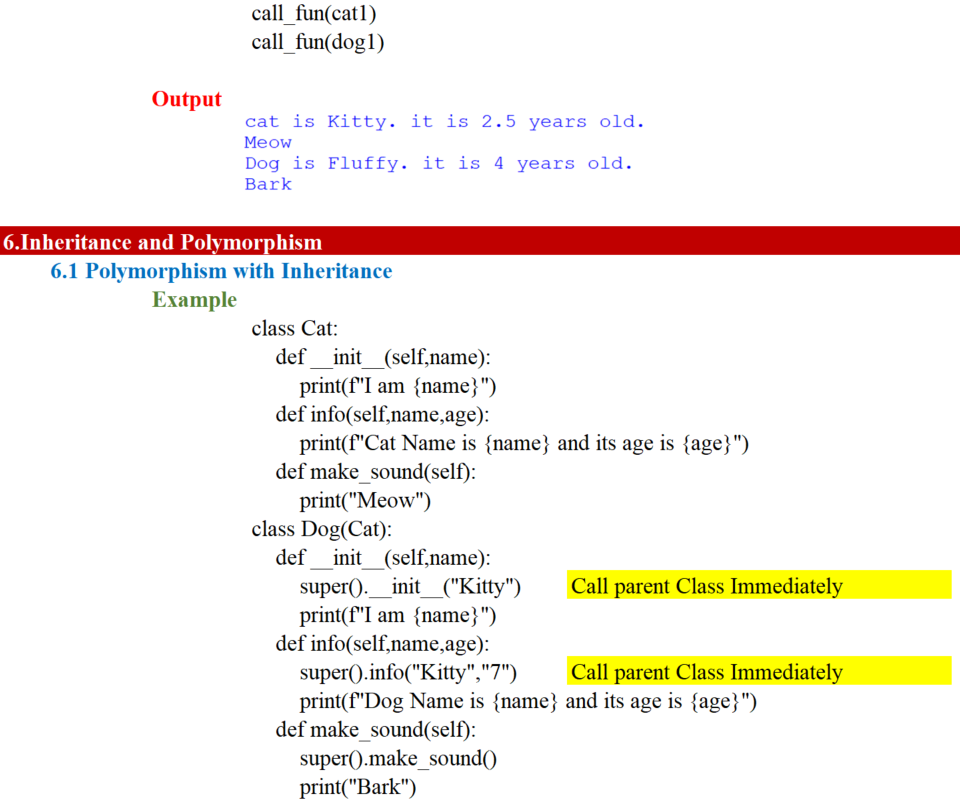 call_fun(cat1)
call_fun(dog1)
Output
cat is Kitty. it is 2.5 years old.
Meow
Dog is Fluffy. it is 4 years old.
Bark
6.Inheritance and Polymorphism
6.1 Polymorphism with Inheritance
Example
class Cat:
def __init__(self,name):
print(f"I am {name}")
def info(self,name,age):
print(f"Cat Name is {name} and its age is {age}")
def make_sound(self):
print("Meow")
class Dog(Cat):
def __init__(self,name):
super().__init__("Kitty") Call parent Class Immediately
print(f"I am {name}")
def info(self,name,age):
super().info("Kitty","7") Call parent Class Immediately
print(f"Dog Name is {name} and its age is {age}")
def make_sound(self):
super().make_sound()
print("Bark")